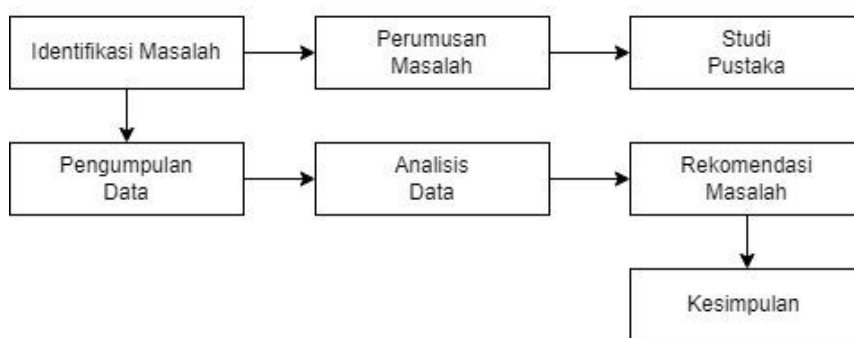 Identifikasi Masalah
Perumusan
Masalah
Studi
Pustaka
Pengumpulan
Data
Analisis
Data
Rekomendasi
Masalah
Kesimpulan